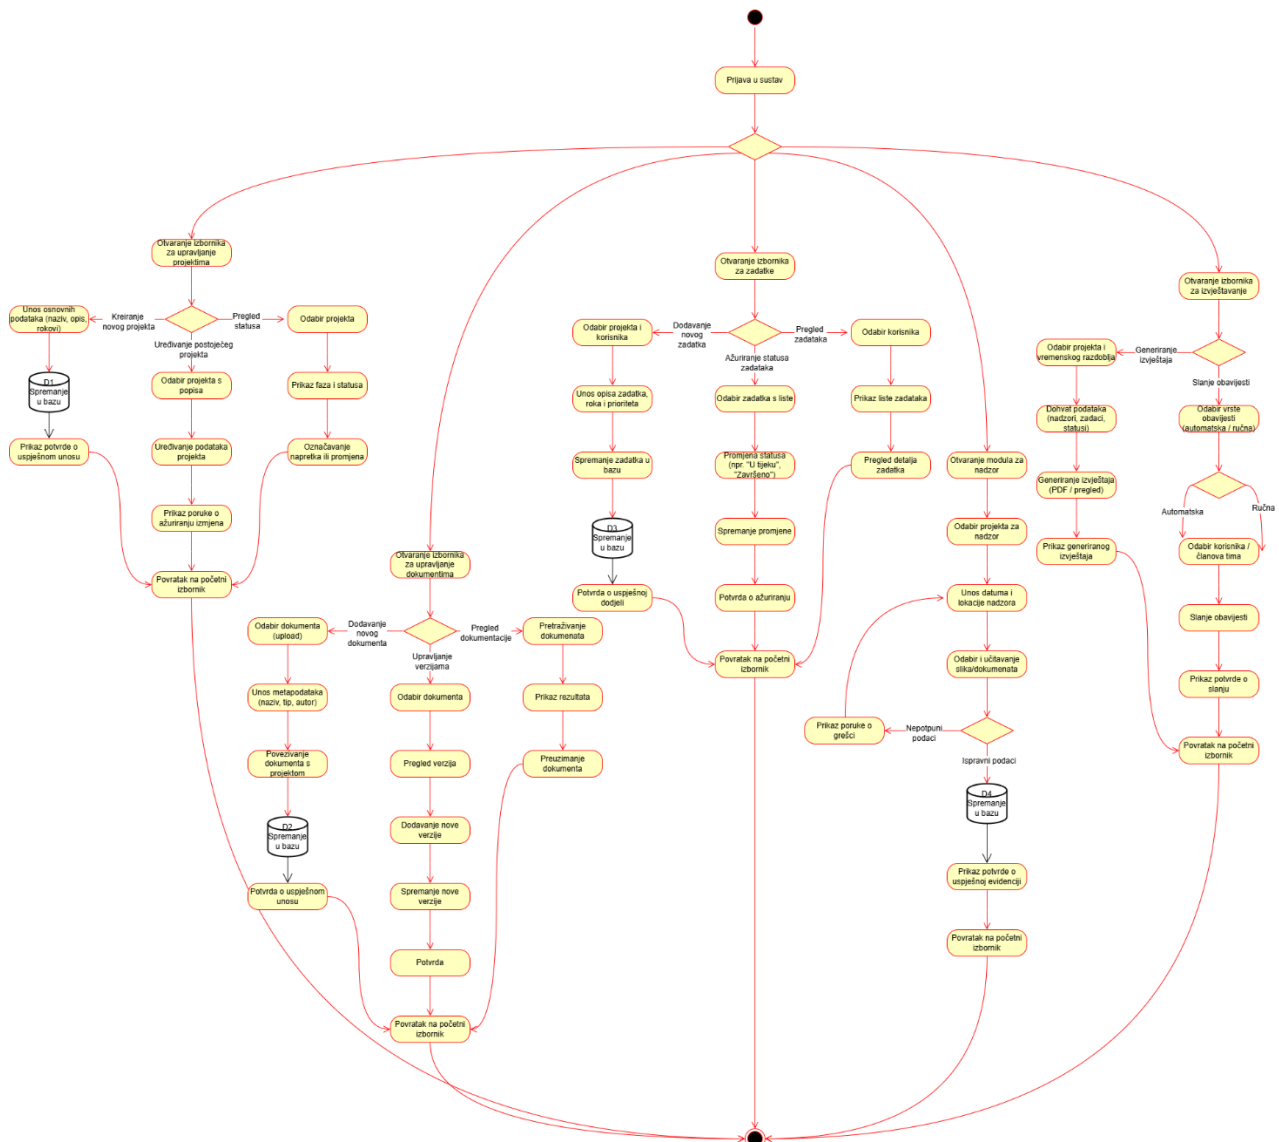 Prijava u sustav
Otvaranje izbornika
za upravljanje
projektima
Unos osnovnih
podataka (naziv, opis,
rokovi)
Kreiranje
novog projekta
Pregled
statusa
Odabir projekta
Uređivanje postojećeg
projekta
D1
Spremanje
u bazu
Odabir projekta s
popisa
Prikaz faza i statusa
Prikaz potvrde o
uspješnom unosu
Uređivanje podataka
projekta
Označavanje
napretka ili promjena
Prikaz poruke o
ažuriranju izmjena
Povratak na početni
izbornik
Otvaranje izbornika
za upravljanje
dokumentima
Odabir dokumenta
(upload)
Dodavanje
novog
dokumenta
Pregled
dokumentacije
Pretraživanje
dokumenata
Upravljanje
verzijama
Unos metapodataka
(naziv, tip, autor)
Odabir dokumenta
Prikaz rezultata
Povezivanje
dokumenta s
projektom
Pregled verzija
Preuzimanje
dokumenta
D2
Spremanje
u bazu
Dodavanje nove
verzije
Potvrda o uspješnom
unosu
Spremanje nove
verzije
Potvrda
Povratak na početni
izbornik
Otvaranje izbornika
za zadatke
Odabir projekta i
korisnika
Dodavanje
novog
zadatka
Pregled
zadataka
Odabir korisnika
Ažuriranje statusa
zadataka
Unos opisa zadatka,
roka i prioriteta
Odabir zadatka s liste
Prikaz liste zadataka
Spremanje zadatka u
bazu
Promjena statusa
(npr. "U tijeku",
"Završeno")
Pregled detalja
zadatka
D3
Spremanje
u bazu
Spremanje promjene
Potvrda o uspješnoj
dodjeli
Potvrda o ažuriranju
Povratak na početni
izbornik
Otvaranje modula za
nadzor
Odabir projekta za
nadzor
Unos datuma i
lokacije nadzora
Odabir i učitavanje
slika/dokumenata
Prikaz poruke o
grešci
Nepotpuni
podaci
Ispravni podaci
D4
Spremanje
u bazu
Prikaz potvrde o
uspješnoj evidenciji
Povratak na početni
izbornik
Otvaranje izbornika
za izvještavanje
Odabir projekta i
vremenskog razdoblja
Generiranje
izvještaja
Slanje obavijesti
Dohvat podataka
(nadzori, zadaci,
statusi)
Odabir vrste
obavijesti
(automatska / ručna)
Generiranje izvještaja
(PDF / pregled)
Automatska
Ručna
Prikaz generiranog
izvještaja
Odabir korisnika /
članova tima
Slanje obavijesti
Prikaz potvrde o
slanju
Povratak na početni
izbornik